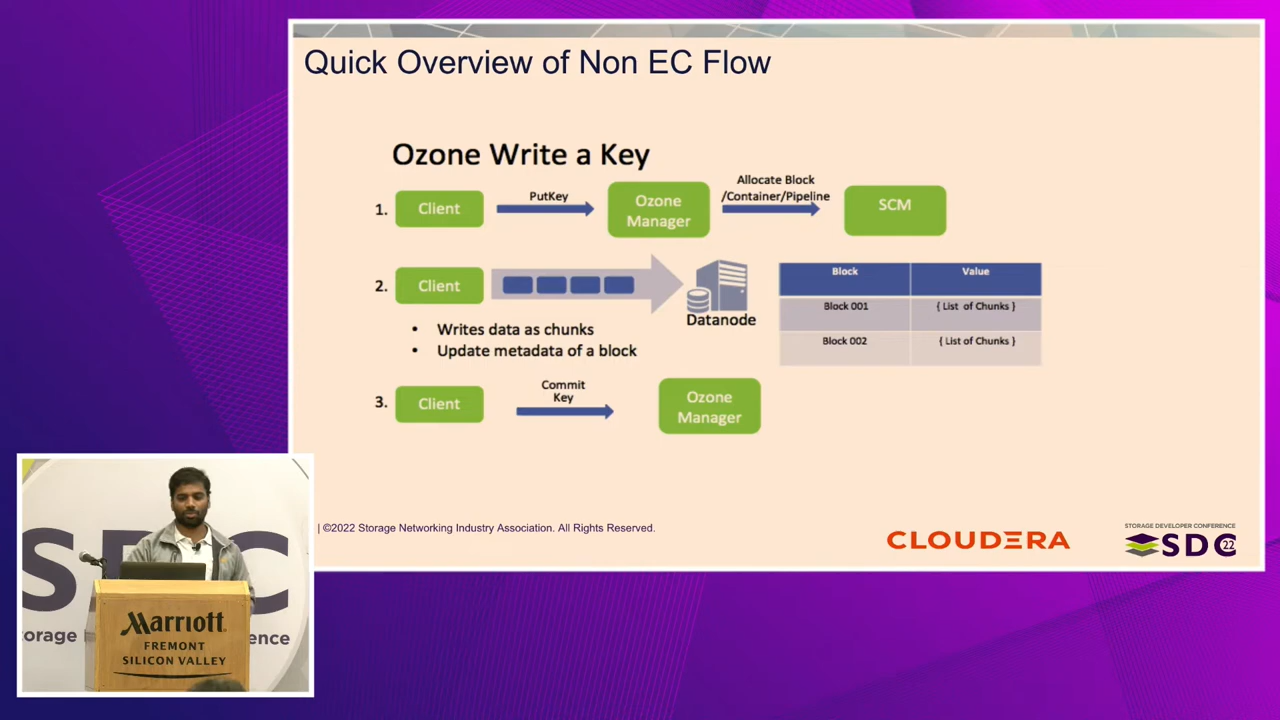 Quick Overview of Non EC Flow
Ozone Write a Key
1.
Client
PutKey
Ozone
Manager
Allocate Block
/Container/Pipeline
SCM
2.
Client
Datanode
Block
Value
Block 001
{ List of Chunks }
Block 002
{ List of Chunks }
• Writes data as chunks
• Update metadata of a block
3.
Client
Commit
Key
Ozone
Manager
| ©2022 Storage Networking Industry Association. All Rights Reserved.
CLOUDERA
STORAGE DEVELOPER CONFERENCE
SDC
22
SDC
torage
ence
Marriott
FREMONT
SILICON VALLEY